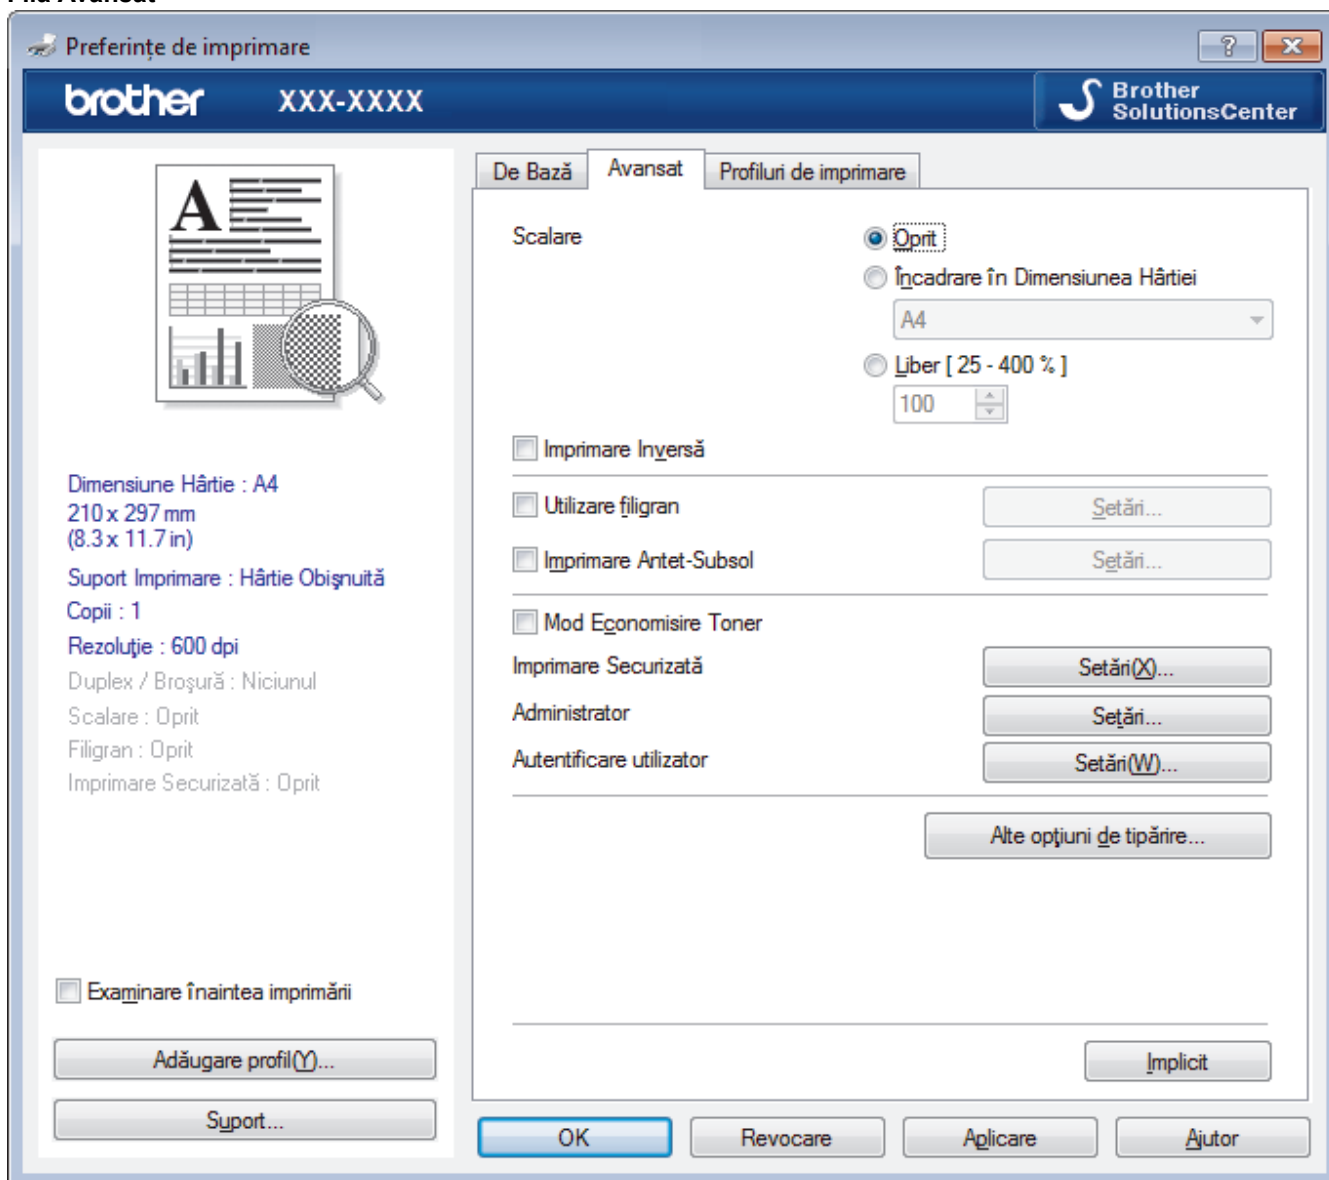 Fila Avansat
Preferințe de imprimare
brother XXX-XXXX
Brother
SolutionsCenter
De Bază Avansat Profiluri de imprimare
Scalare
Oprit
Încadrare în Dimensiunea Hârtiei
A4
Liber [ 25 - 400 % ]
100
Imprimare Inversă
Utilizare filigran Setări...
Imprimare Antet-Subsol Setări...
Mod Economisire Toner
Imprimare Securizată Setări(X)...
Administrator Setări...
Autentificare utilizator Setări(W)...
Alte opţiuni de tipărire...
Implicit
Dimensiune Hârtie : A4
210 x 297 mm
(8.3 x 11.7 in)
Suport Imprimare : Hârtie Obişnuită
Copii : 1
Rezoluţie : 600 dpi
Duplex / Broşură : Niciunul
Scalare : Oprit
Filigran : Oprit
Imprimare Securizată : Oprit
Examinare înaintea imprimării
Adăugare profil(Y)...
Suport...
OK Revocare Aplicare Ajutor